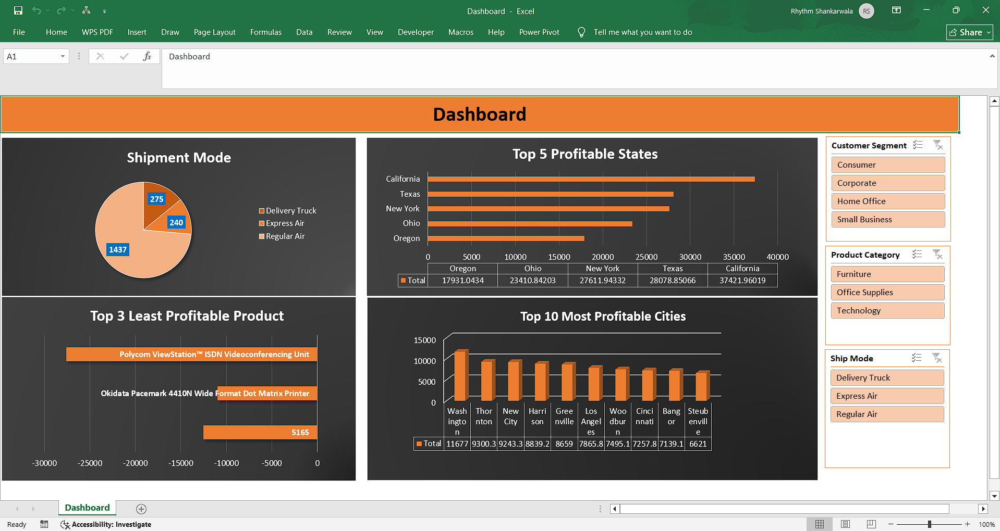 Dashboard - Excel
Rhythm Shankarwala
RS
File Home WPS PDF Insert Draw Page Layout Formulas Data Review View Developer Macros Help Power Pivot Tell me what you want to do
Share
A1
fx
Dashboard
Dashboard
Shipment Mode
275
240
1437
Delivery Truck
Express Air
Regular Air
Top 5 Profitable States
California
Texas
New York
Ohio
Oregon
0 5000 10000 15000 20000 25000 30000 35000 40000
Oregon Ohio New York Texas California
Total 17931.0434 23410.84203 27611.94332 28078.85066 37421.96019
Top 3 Least Profitable Product
Polycom ViewStation™ ISDN Videoconferencing Unit
Okidata Pacemark 4410N Wide Format Dot Matrix Printer
5165
-30000 -25000 -20000 -15000 -10000 -5000 0
Top 10 Most Profitable Cities
15000
10000
5000
0
Wash Thor New Harri Gree Los Woo Cinci Bang Steub
ingto nton City son nville Angel dbur nnati or envill
n es n e
Total 11677 9300.3 9243.3 8839.2 8659 7865.8 7495.1 7257.8 7139.1 6621
Customer Segment
Consumer
Corporate
Home Office
Small Business
Product Category
Furniture
Office Supplies
Technology
Ship Mode
Delivery Truck
Express Air
Regular Air
Dashboard
Ready
Accessibility: Investigate
100%